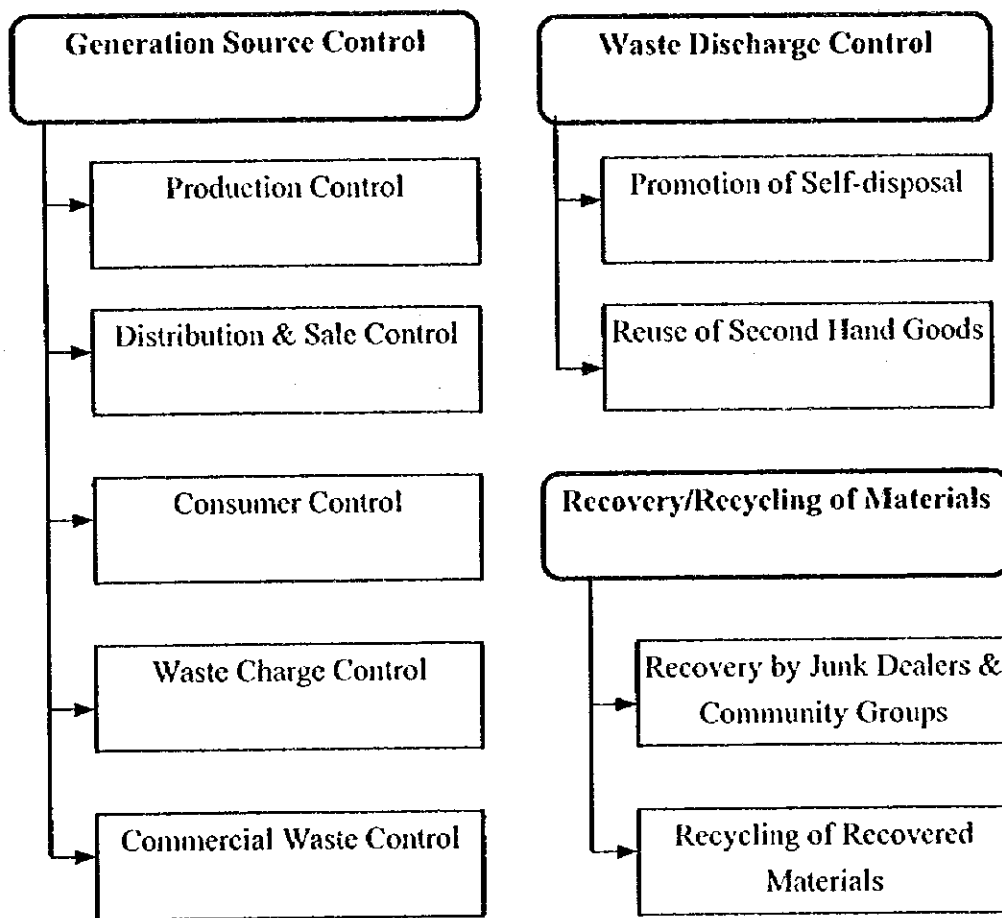 Generation Source Control
Production Control
Distribution & Sale Control
Consumer Control
Waste Charge Control
Commercial Waste Control
Waste Discharge Control
Promotion of Self-disposal
Reuse of Second Hand Goods
Recovery/Recycling of Materials
Recovery by Junk Dealers &
Community Groups
Recycling of Recovered
Materials